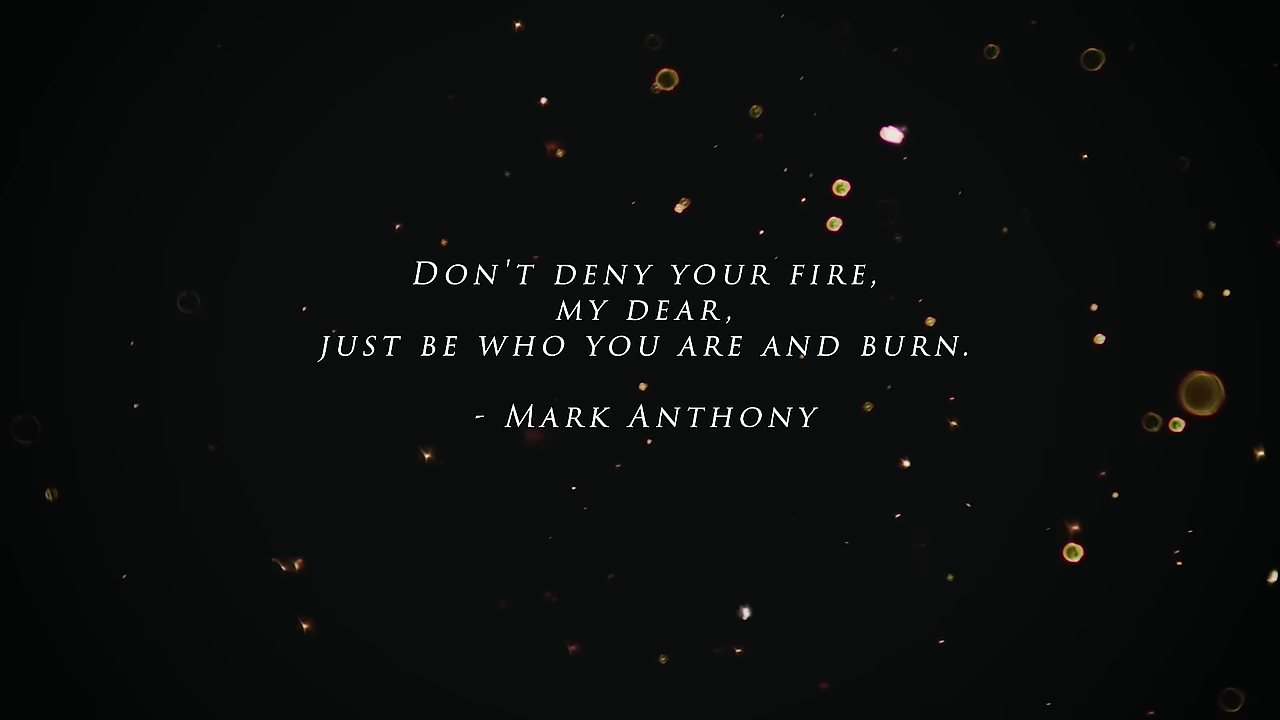 Don't deny your fire,
my dear,
just be who you are and burn.
- Mark Anthony